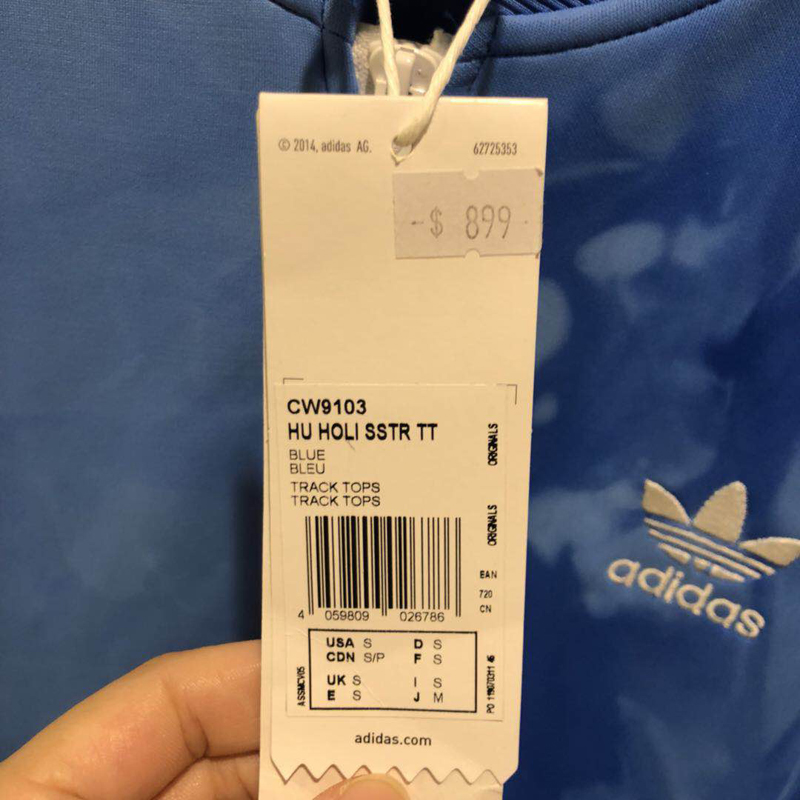 © 2014, adidas AG.
62725353
-$ 899-
CW9103
HU HOLI SSTR TT
BLUE
BLEU
TRACK TOPS
TRACK TOPS
ORIGINALS
ORIGINALS
EAN
720
CN
4 059809 026786
USA S D S
CDN S/P F S
UK S I S
E S J M
adidas.com
adidas